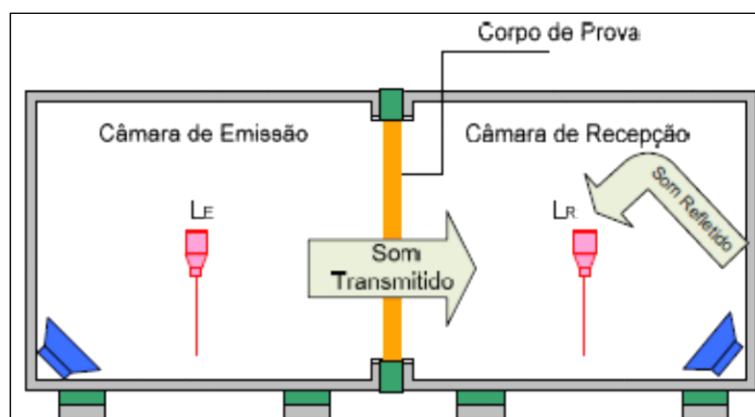 Corpo de Prova
Câmara de Emissão
Câmara de Recepção
LE
LR
Som Refletido
Som
Transmitido